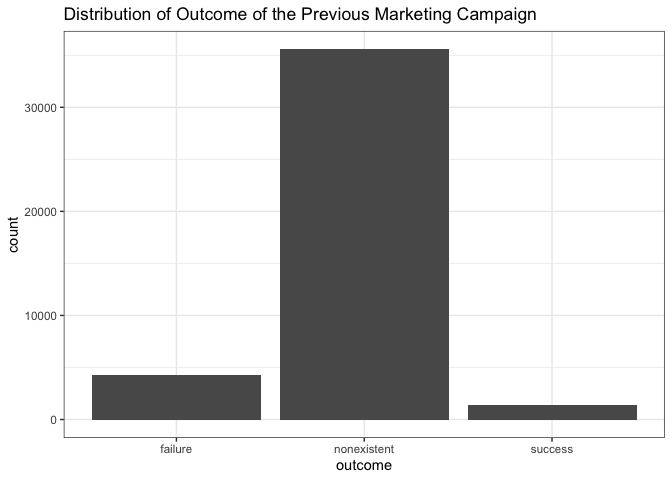 Distribution of Outcome of the Previous Marketing Campaign
30000
20000
10000
0
count
failure nonexistent success
outcome